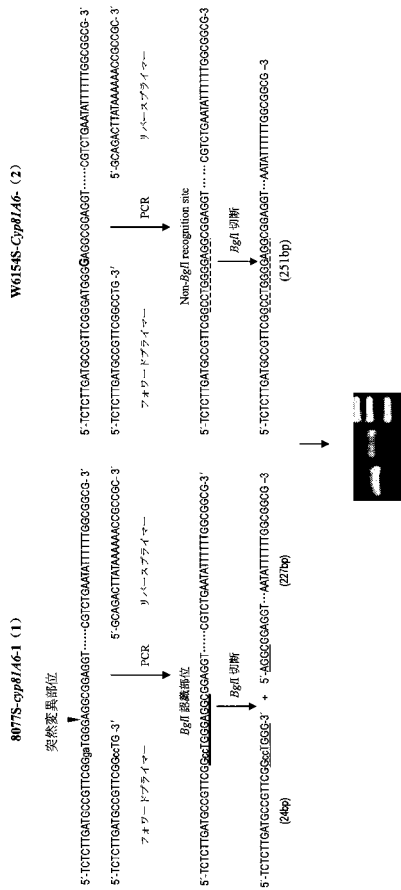 8077S-cyp81A6-1 (1)
突然変異部位
5´-TCTCTTGATGCCGTTCGGgaTGGGAGGCGGAGGT······CGTCTGAATATTTTTTGGCGGCG- 3´
5´-TCTCTTGATGCCGTTCGGccTG -3´ 5´-GCAGACTTATAAAAAACCGCCGC-3´
フォワードプライマー リバースプライマー
PCR
BglI 認識部位
5´-TCTCTTGATGCCGTTCGGccTGGGAGGCGGAGGT······CGTCTGAATATTTTTTGGCGGCG-3´
BglI 切断
5´-TCTCTTGATGCCGTTCGGccTGGG-3´ + 5´-AGGCGGAGGT···AATATTTTTTGGCGGCG –3
(24bp) (227bp)
W6154S-Cyp81A6- (2)
5´-TCTCTTGATGCCGTTCGGGATGGGGAGGCGGAGGT······CGTCTGAATATTTTTTGGCGGCG- 3´
5´-TCTCTTGATGCCGTTCGGCCTG -3´ 5´-GCAGACTTATAAAAAACCGCCGC-3´
フォワードプライマー リバースプライマー
PCR
Non-BglI recognition site
5´-TCTCTTGATGCCGTTCGGCCTGGGGAGGCGGAGGT······CGTCTGAATATTTTTTGGCGGCG-3
BglI 切断
5´-TCTCTTGATGCCGTTCGGCCTGGGGAGGCGGAGGT···AATATTTTTTGGCGGCG –3
(251bp)